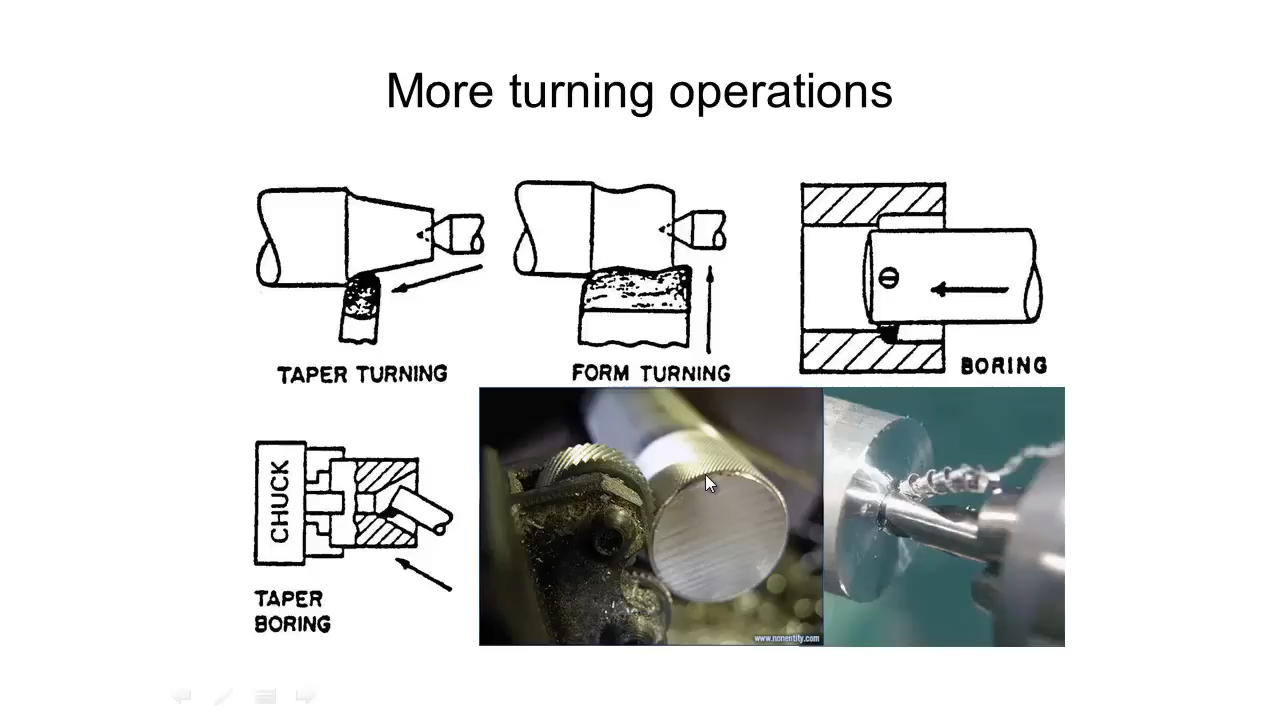 More turning operations
TAPER TURNING
FORM TURNING
BORING
CHUCK
TAPER
BORING
www.nonentity.com